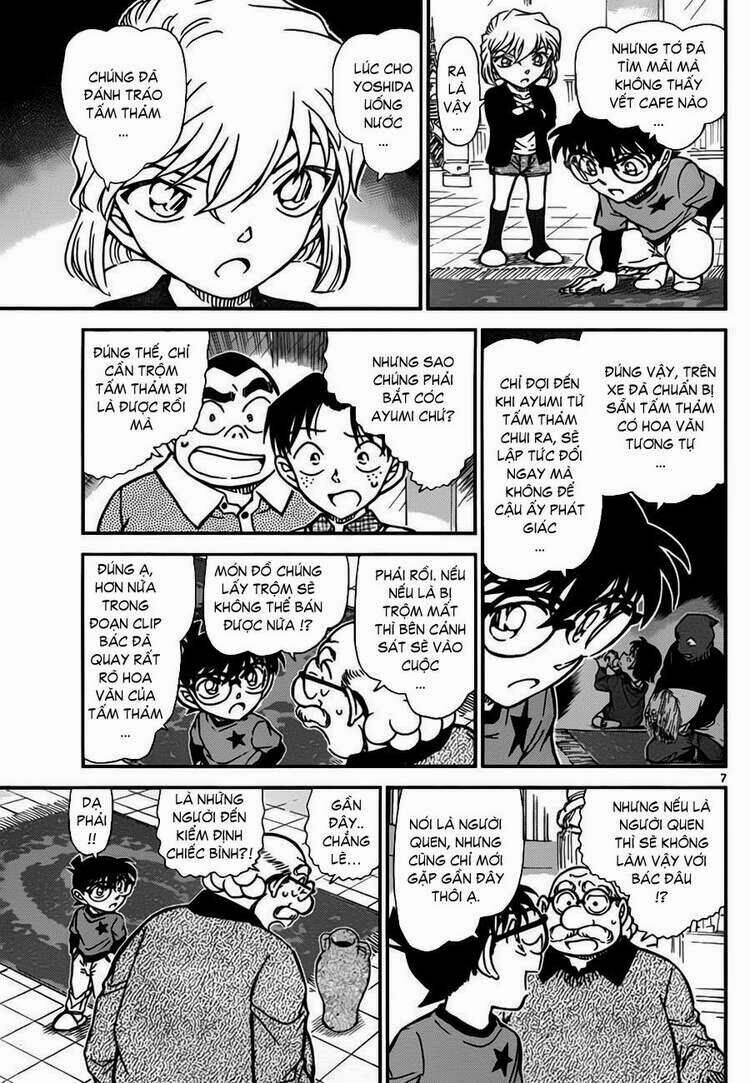 NHƯNG TỚ ĐÃ
TÌM MÃI MÀ
KHÔNG THẤY
VẾT CAFE NÀO
...
RA
LÀ
VẬY
...
LÚC CHO
YOSHIDA
UỐNG
NƯỚC
...
CHÚNG ĐÃ
ĐÁNH TRÁO
TẤM THẢM
...
ĐÚNG VẬY, TRÊN
XE ĐÃ CHUẨN BỊ
SẴN TẤM THẢM
CÓ HOA VĂN
TƯƠNG TỰ
...
CHỈ ĐỢI ĐẾN
KHI AYUMI TỪ
TẤM THẢM
CHUI RA, SẼ
LẬP TỨC ĐỔI
NGAY MÀ
KHÔNG ĐỂ
CẬU ẤY PHÁT
GIÁC
...
NHƯNG SAO
CHÚNG PHẢI
BẮT CÓC
AYUMI CHỨ?
ĐÚNG THẾ, CHỈ
CẦN TRỘM
TẤM THẢM ĐI
LÀ ĐƯỢC RỒI
MÀ
PHẢI RỒI. NẾU
NẾU LÀ BỊ
TRỘM MẤT
THÌ BÊN CẢNH
SÁT SẼ VÀO
CUỘC
...
MÓN ĐỒ CHÚNG
LẤY TRỘM SẼ
KHÔNG THỂ BÁN
ĐƯỢC NỮA !?
ĐÚNG Ạ,
HƠN NỮA
TRONG
ĐOẠN CLIP
BÁC ĐÃ
QUAY RẤT
RÕ HOA
VĂN CỦA
TẤM THẢM
...
7
NHƯNG NẾU LÀ
NGƯỜI QUEN
THÌ SẼ KHÔNG
LÀM VẬY VỚI
BÁC ĐÂU !?
NÓI LÀ NGƯỜI
QUEN, NHƯNG
CŨNG CHỈ MỚI
GẶP GẦN ĐÂY
THÔI Ạ.
GẦN
ĐÂY..
CHẲNG
LẼ...
LÀ NHỮNG
NGƯỜI ĐẾN
KIỂM ĐỊNH
CHIẾC BÌNH?!
DẠ
PHẢI
!!